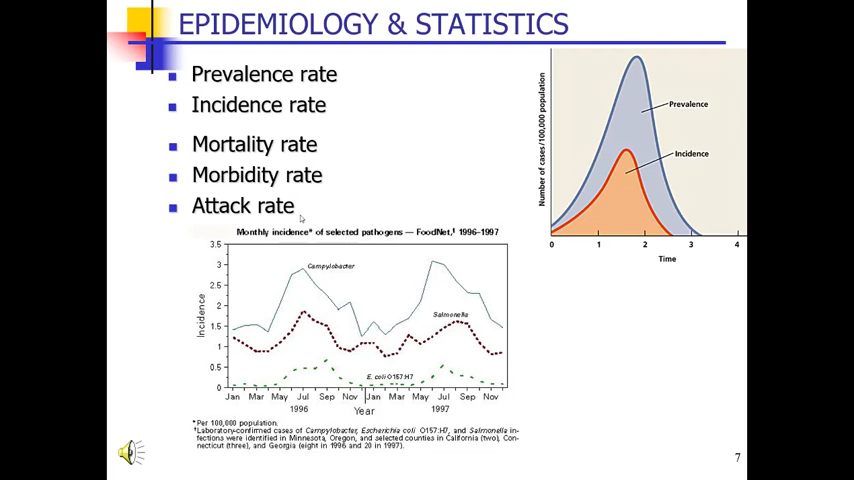 EPIDEMIOLOGY & STATISTICS
Prevalence rate
Incidence rate
Mortality rate
Morbidity rate
Attack rate
Number of cases/100,000 population
Prevalence
Incidence
0 1 2 3 4
Time
Monthly incidence* of selected pathogens — FoodNet,† 1996–1997
3.5
3
2.5
2
1.5
1
0.5
0
Incidence
Campylobacter
Salmonella
E. coli O157:H7
Jan Mar May Jul Sep Nov Jan Mar May Jul Sep Nov
1996 Year 1997
*Per 100,000 population.
†Laboratory-confirmed cases of Campylobacter, Escherichia coli O157:H7, and Salmonella in-
fections were identified in Minnesota, Oregon, and selected counties in California (two), Con-
necticut (three), and Georgia (eight in 1996 and 20 in 1997).
7